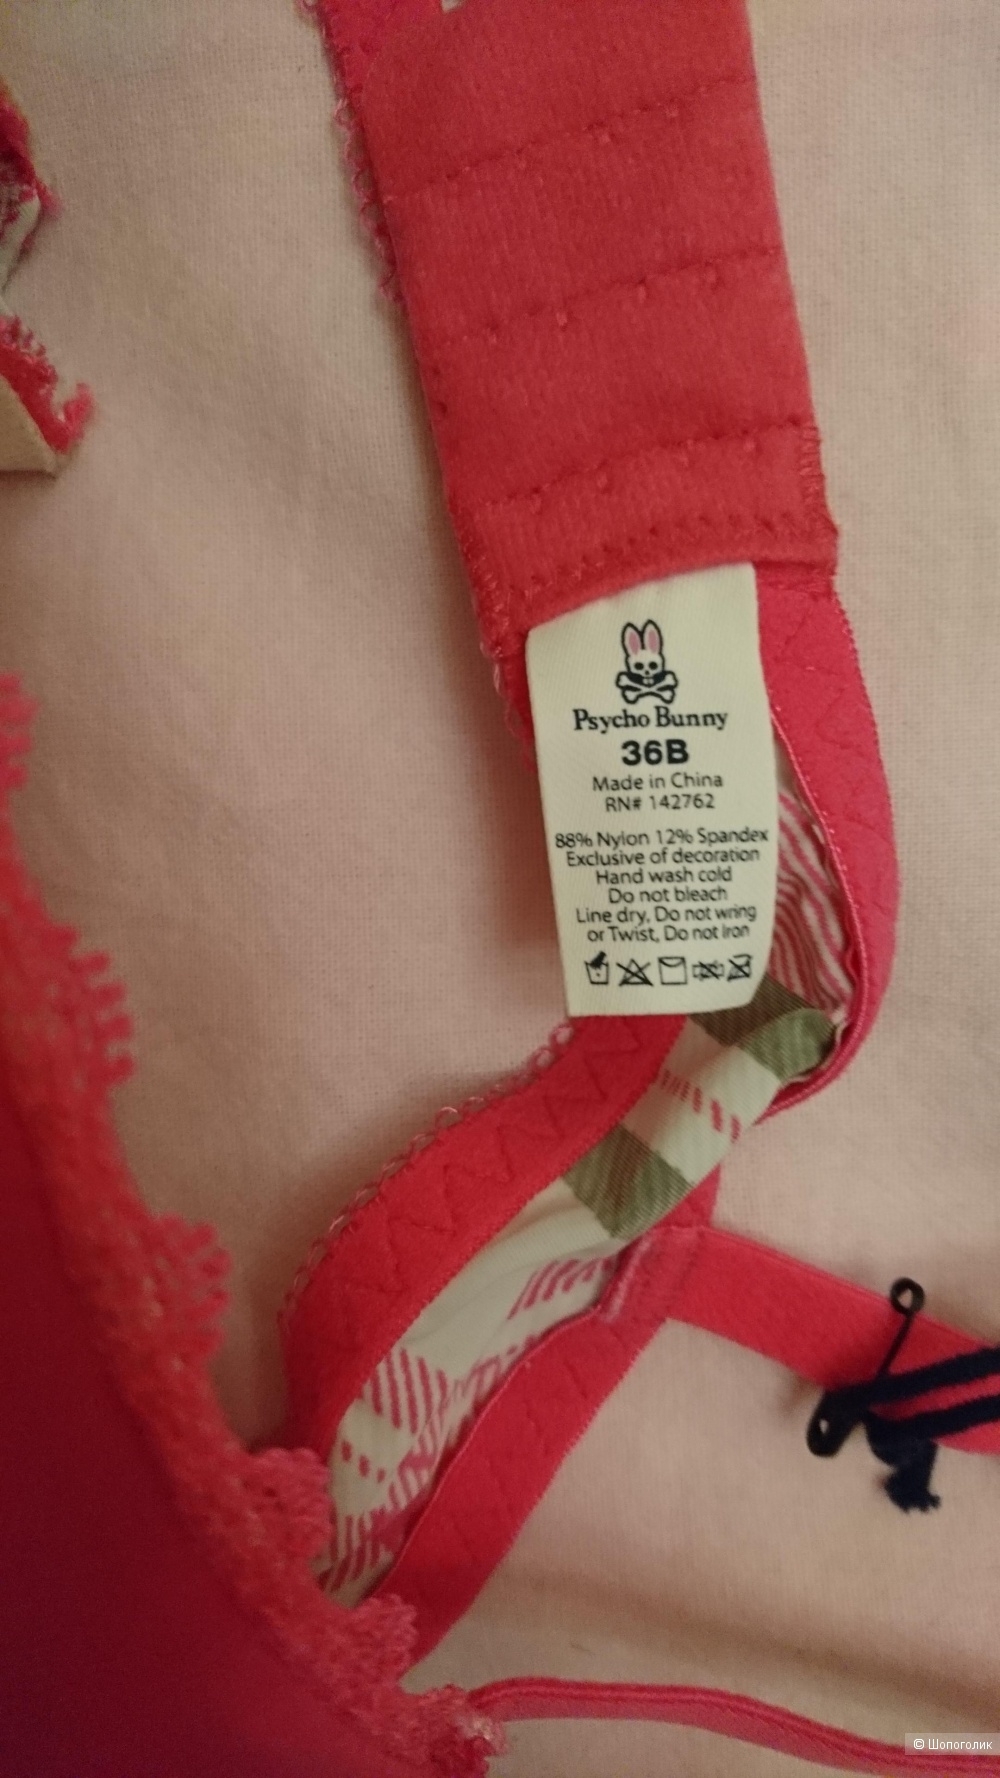 Psycho Bunny
36B
Made in China
RN# 142762
88% Nylon 12% Spandex
Exclusive of decoration
Hand wash cold
Do not bleach
Line dry, Do not wring
or Twist, Do not Iron
© Шопоголик